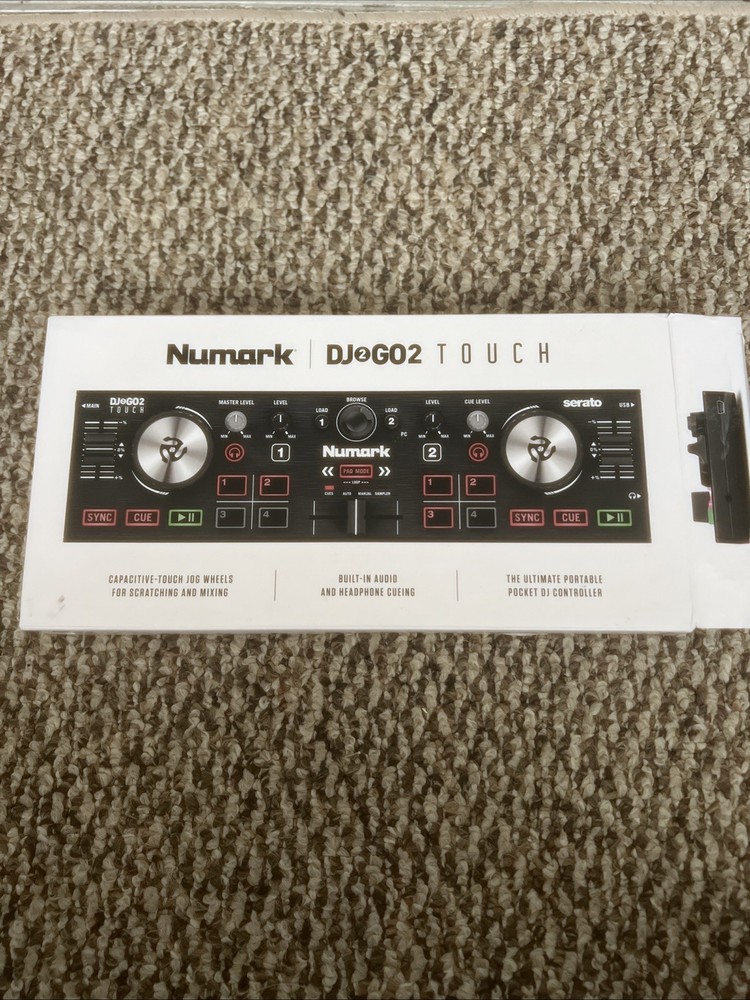 Numark | DJ2GO2 TOUCH
◄MAIN
DJ2GO2
TOUCH
MASTER LEVEL LEVEL BROWSE LEVEL CUE LEVEL
serato USB►
LOAD LOAD
1 2
MIN MAX MIN MAX MIN MAX MIN MAX
PC
1 Numark 2
PAD MODE
LOOP
CUES AUTO MANUAL SAMPLER
1 2 1 2
3 4 3 4
SYNC CUE SYNC CUE
CAPACITIVE-TOUCH JOG WHEELS
FOR SCRATCHING AND MIXING
BUILT-IN AUDIO
AND HEADPHONE CUEING
THE ULTIMATE PORTABLE
POCKET DJ CONTROLLER